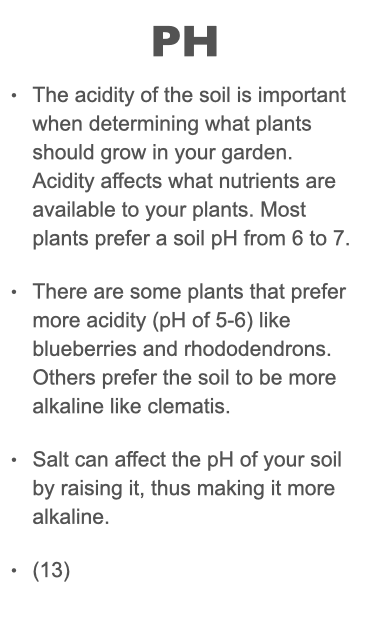 PH
• The acidity of the soil is important
when determining what plants
should grow in your garden.
Acidity affects what nutrients are
available to your plants. Most
plants prefer a soil pH from 6 to 7.
• There are some plants that prefer
more acidity (pH of 5-6) like
blueberries and rhododendrons.
Others prefer the soil to be more
alkaline like clematis.
• Salt can affect the pH of your soil
by raising it, thus making it more
alkaline.
• (13)